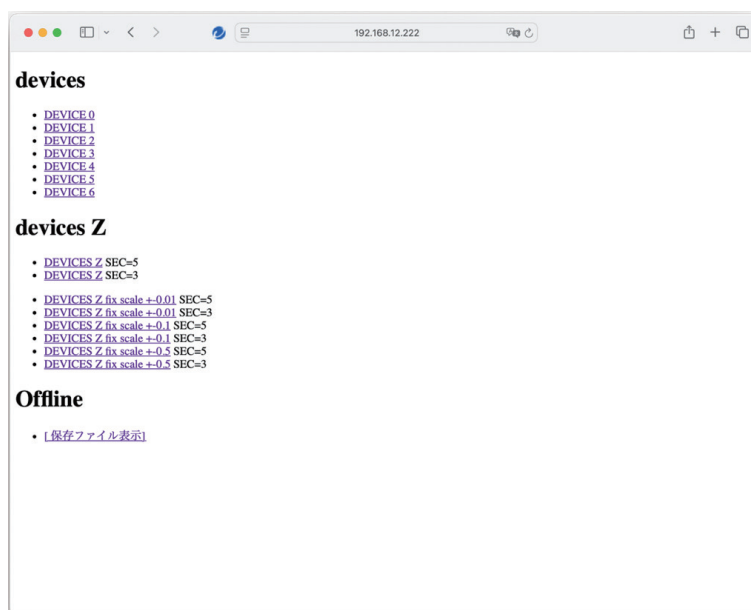 192.168.12.222
devices
DEVICE 0
DEVICE 1
DEVICE 2
DEVICE 3
DEVICE 4
DEVICE 5
DEVICE 6
devices Z
DEVICES Z SEC=5
DEVICES Z SEC=3
DEVICES Z fix scale +-0.01 SEC=5
DEVICES Z fix scale +-0.01 SEC=3
DEVICES Z fix scale +-0.1 SEC=5
DEVICES Z fix scale +-0.1 SEC=3
DEVICES Z fix scale +-0.5 SEC=5
DEVICES Z fix scale +-0.5 SEC=3
Offline
[ 保存ファイル表示]